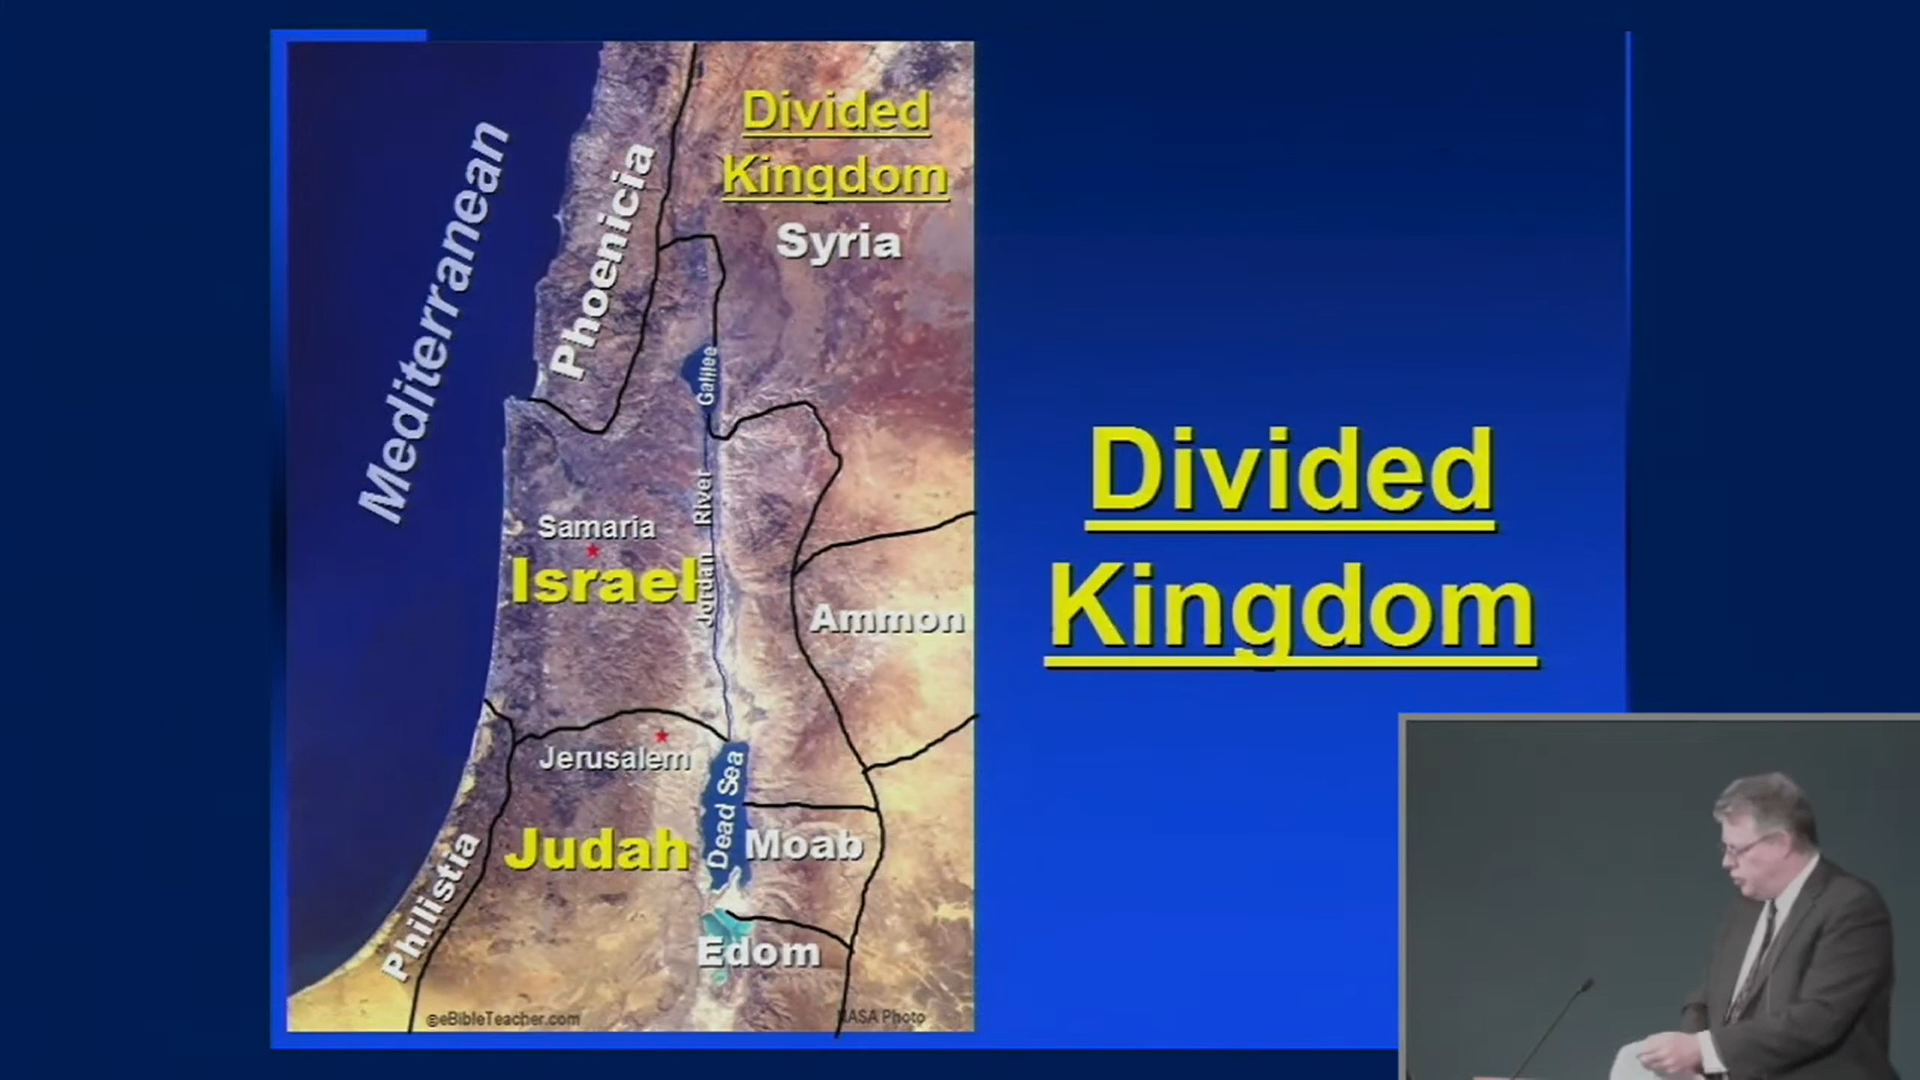 Divided
Kingdom
Syria
Phoenicia
Mediterranean
Galilee
Jordan River
Samaria
Israel
Ammon
Jerusalem
Dead Sea
Judah
Moab
Philistia
Edom
©eBibleTeacher.com
NASA Photo
Divided
Kingdom